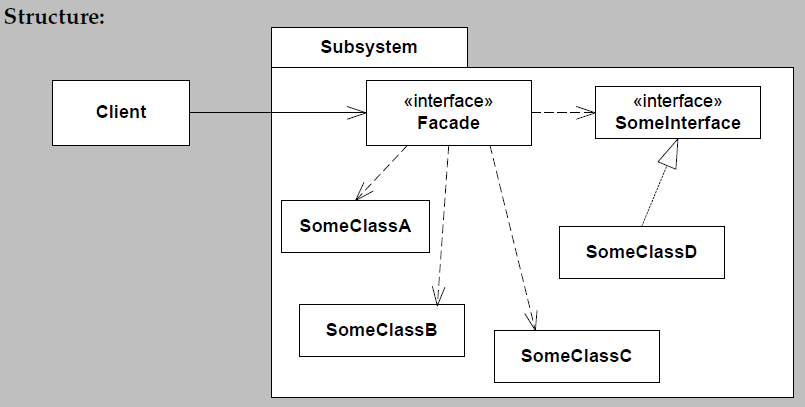 Structure:
Subsystem
Client
«interface»
Facade
«interface»
SomeInterface
SomeClassA
SomeClassD
SomeClassB
SomeClassC